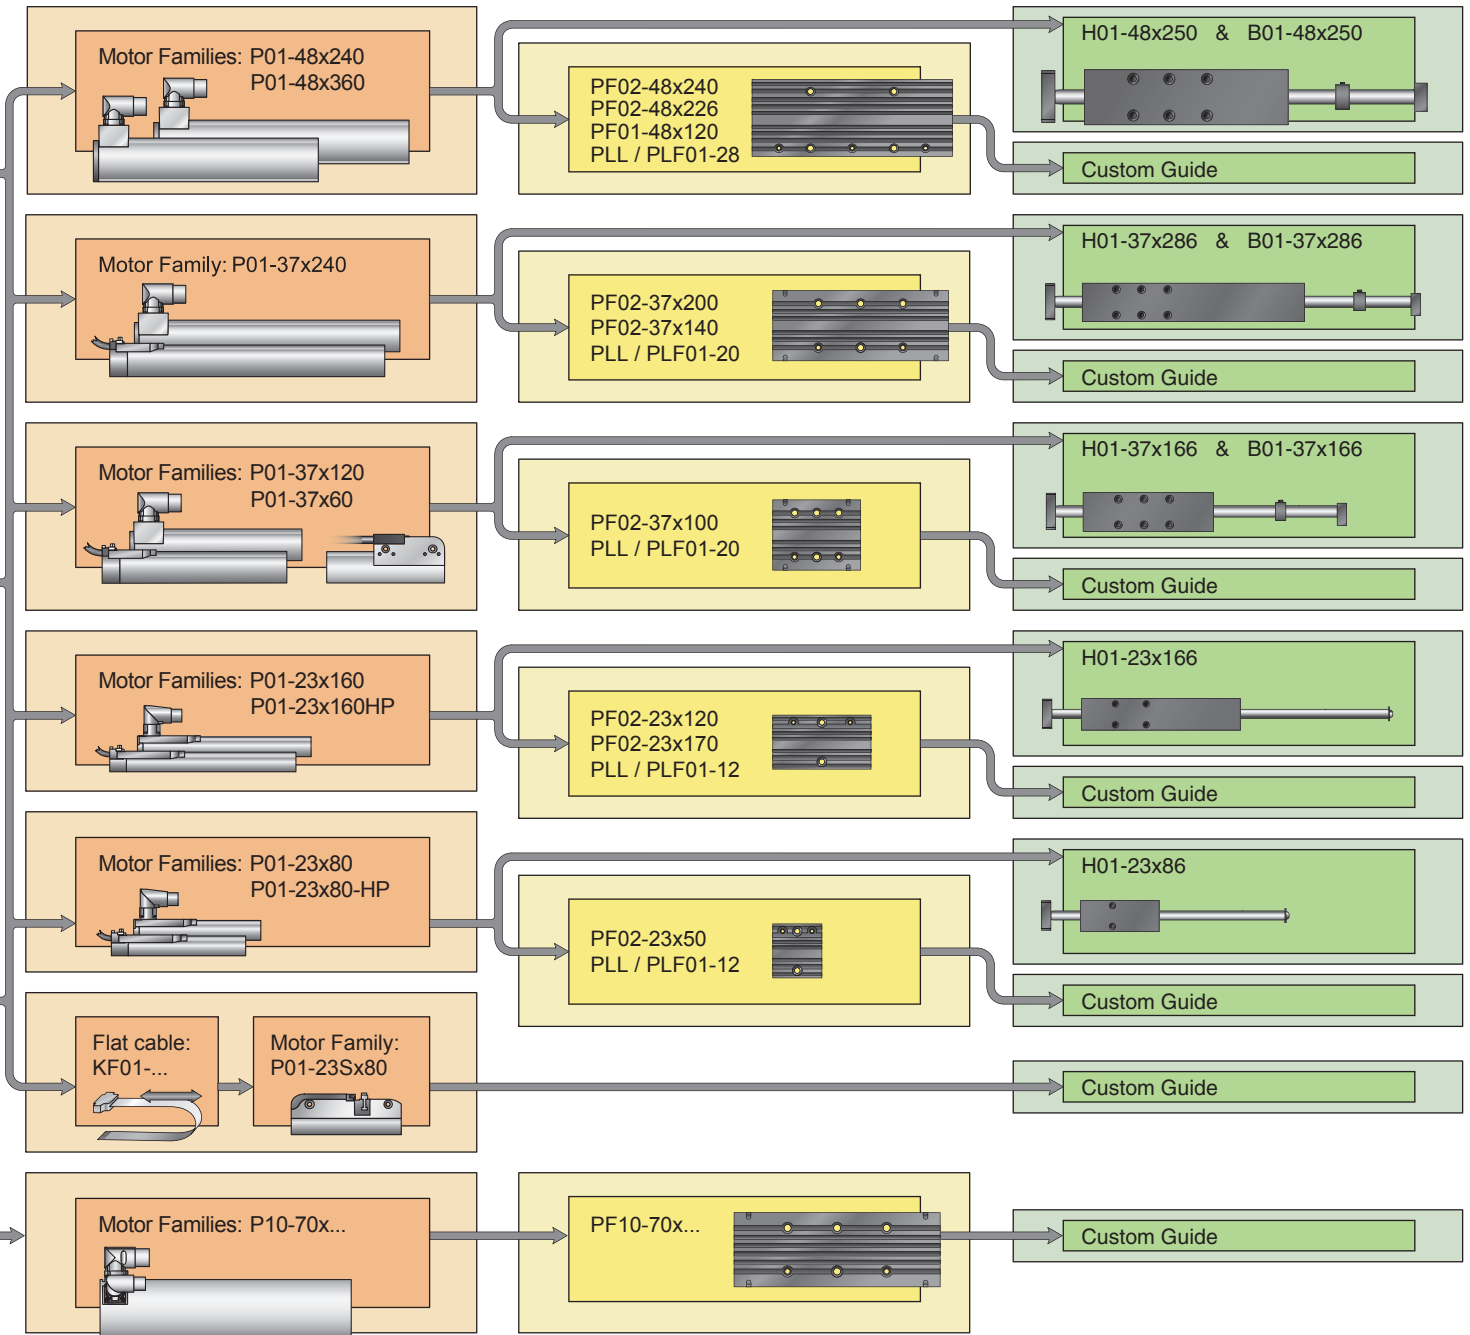 Motor Families: P01-48x240
P01-48x360
PF02-48x240
PF02-48x226
PF01-48x120
PLL / PLF01-28
H01-48x250 & B01-48x250
Custom Guide
Motor Family: P01-37x240
PF02-37x200
PF02-37x140
PLL / PLF01-20
H01-37x286 & B01-37x286
Custom Guide
Motor Families: P01-37x120
P01-37x60
PF02-37x100
PLL / PLF01-20
H01-37x166 & B01-37x166
Custom Guide
Motor Families: P01-23x160
P01-23x160HP
PF02-23x120
PF02-23x170
PLL / PLF01-12
H01-23x166
Custom Guide
Motor Families: P01-23x80
P01-23x80-HP
PF02-23x50
PLL / PLF01-12
H01-23x86
Custom Guide
Flat cable:
KF01-...
Motor Family:
P01-23Sx80
Custom Guide
Motor Families: P10-70x...
PF10-70x...
Custom Guide